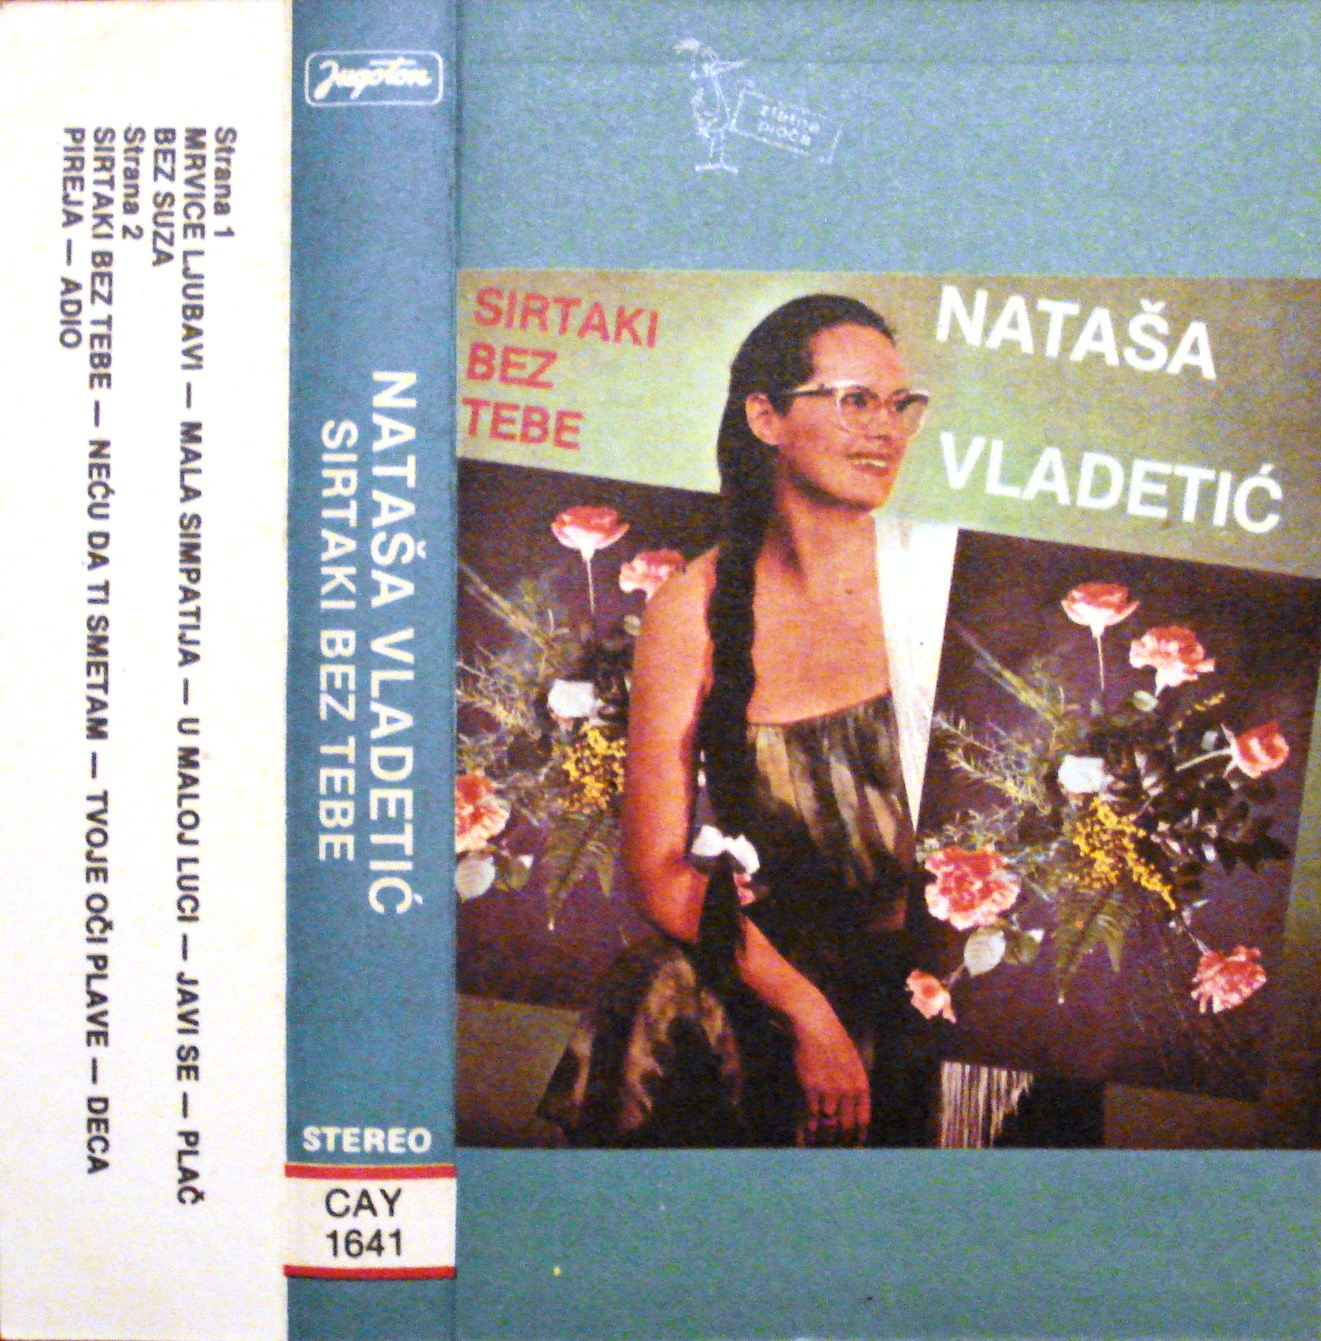 Strana 1
MRVICE LJUBAVI — MALA SIMPATIJA — U MALOJ LUCI — JAVI SE — PLAČ
BEZ SUZA
Strana 2
SIRTAKI BEZ TEBE — NEĆU DA TI SMETAM — TVOJE OČI PLAVE — DECA
PIREJA — ADIO
Jugoton
NATAŠA VLADETIĆ
SIRTAKI BEZ TEBE
STEREO
CAY
1641
zlatna
ptica
SIRTAKI
BEZ
TEBE
NATAŠA
VLADETIĆ